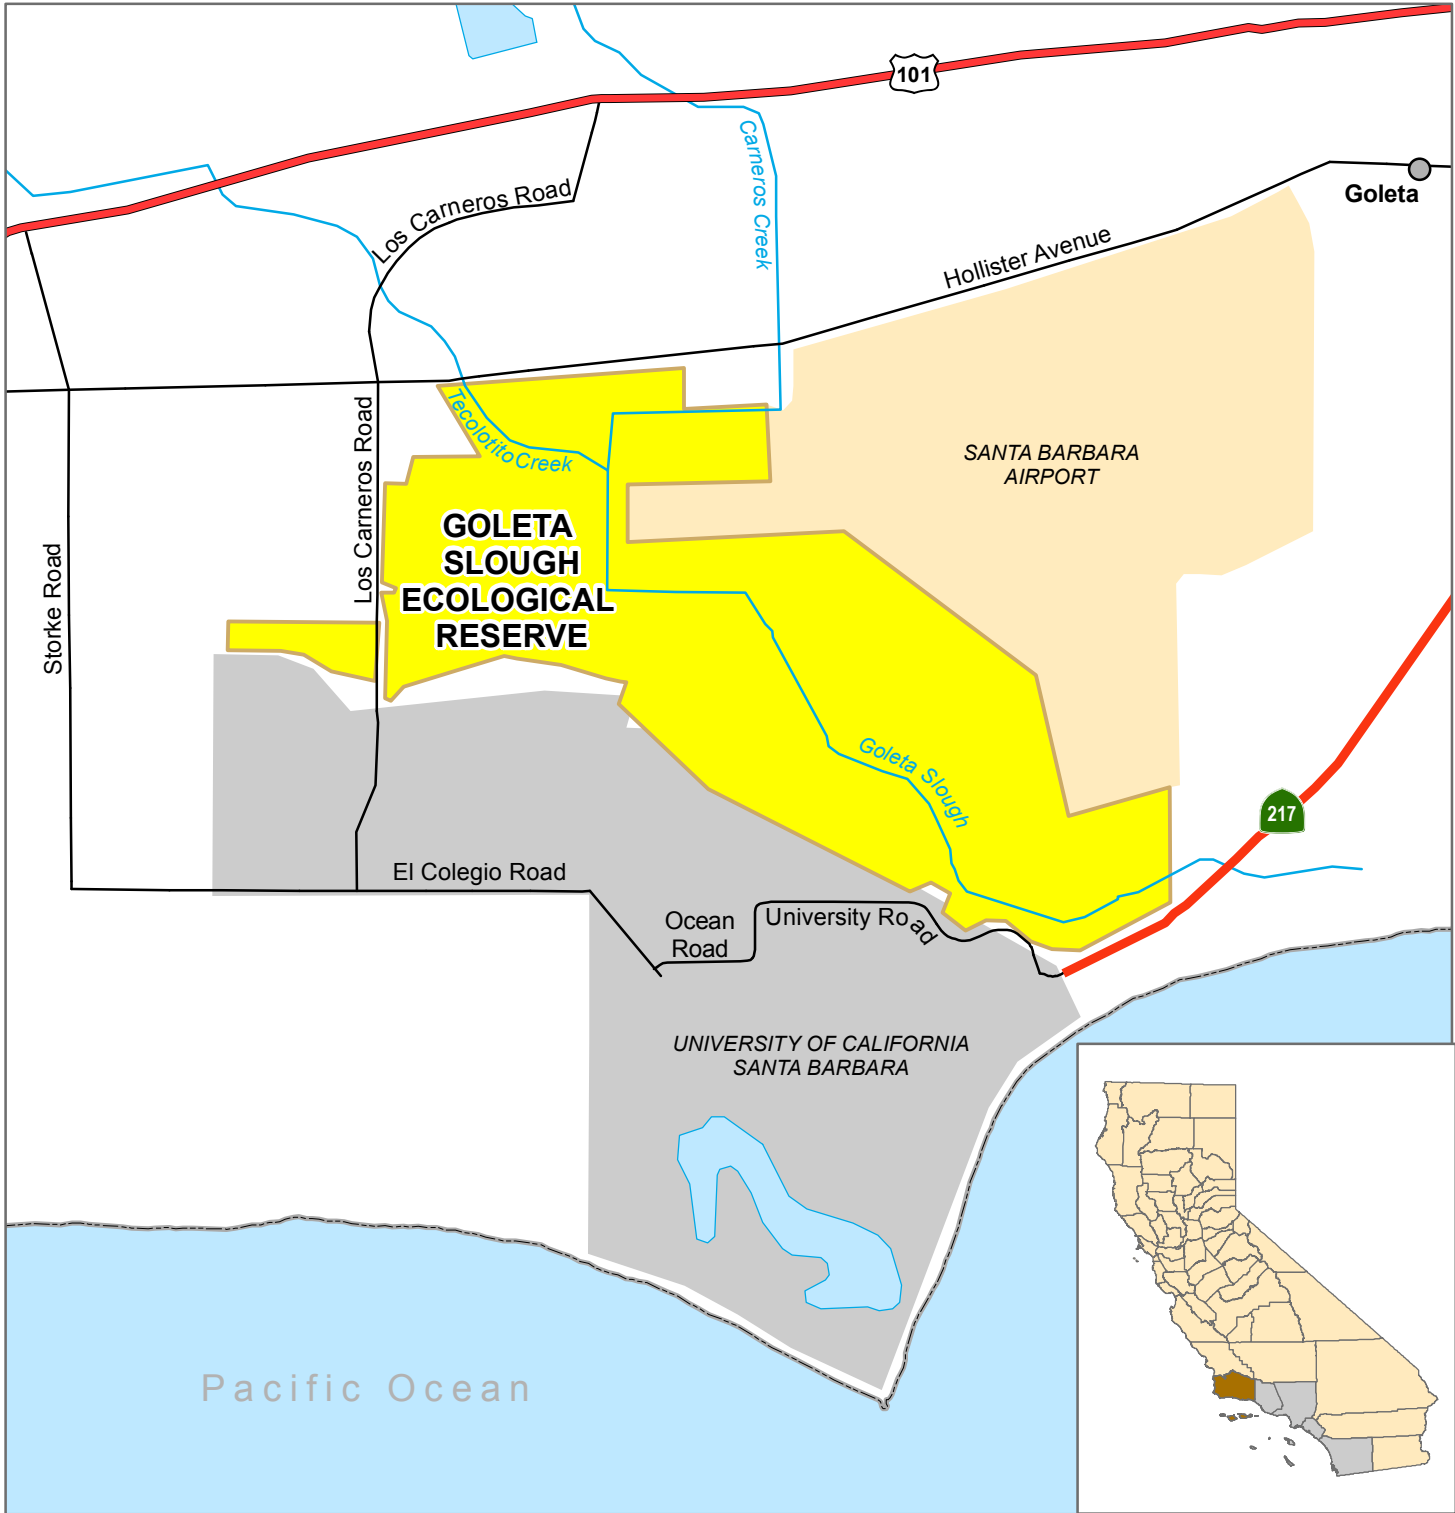 101
Carneros Creek
Los Carneros Road
Goleta
Hollister Avenue
Tecolotito Creek
Los Carneros Road
SANTA BARBARA
AIRPORT
GOLETA
SLOUGH
ECOLOGICAL
RESERVE
Storke Road
Goleta Slough
217
El Colegio Road
Ocean
Road
University Road
UNIVERSITY OF CALIFORNIA
SANTA BARBARA
Pacific Ocean